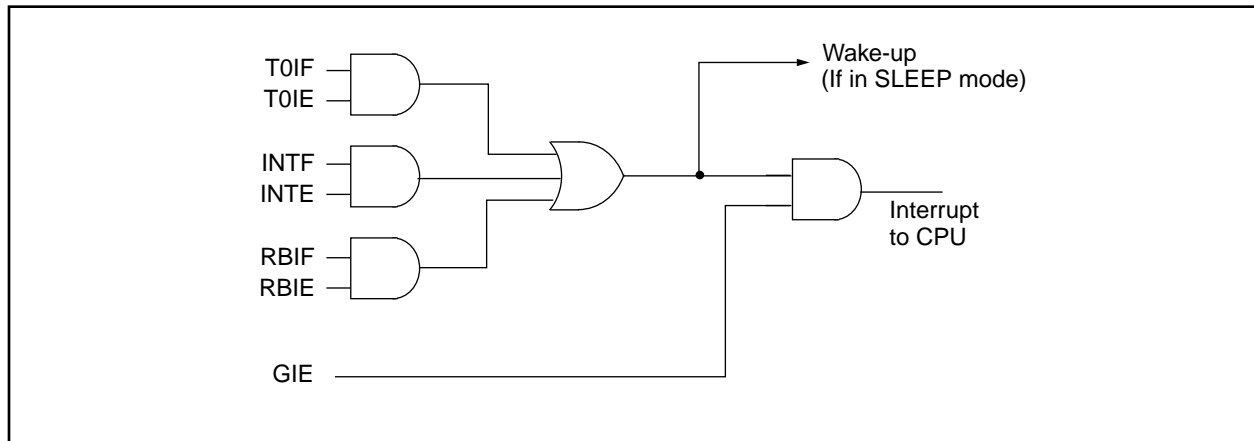 T0IF
T0IE
INTF
INTE
RBIF
RBIE
GIE
Wake-up
(If in SLEEP mode)
Interrupt
to CPU